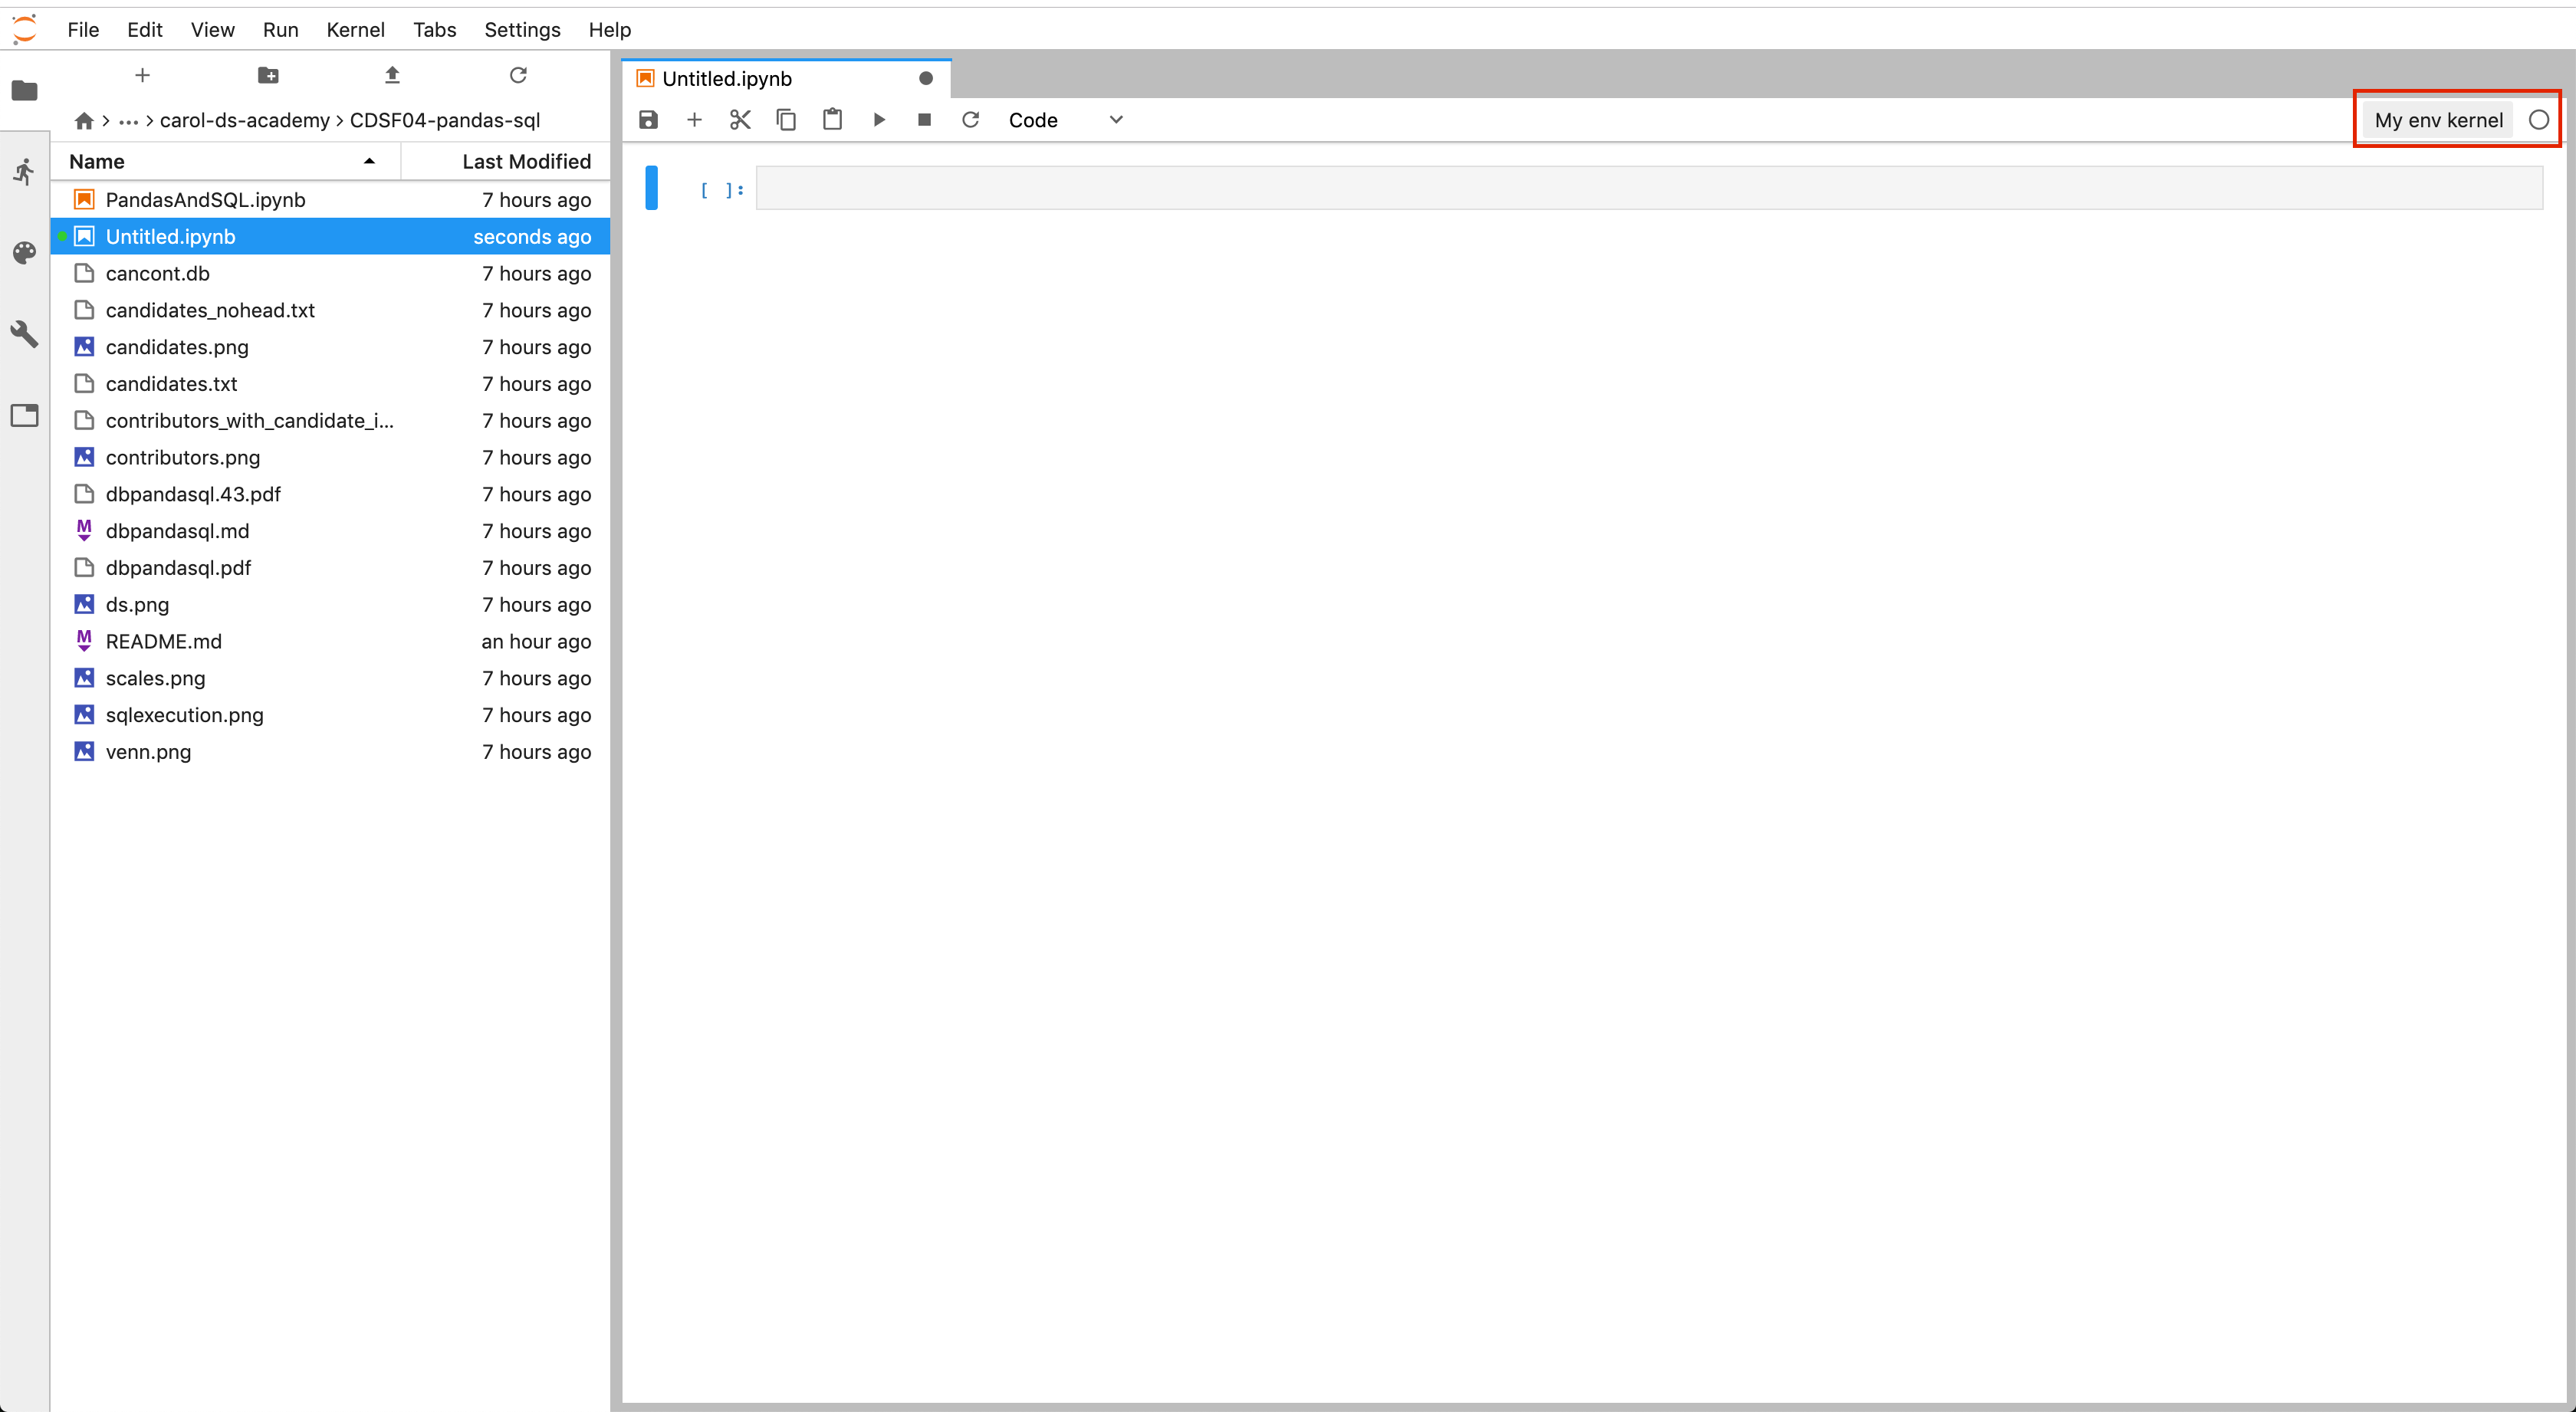 File Edit View Run Kernel Tabs Settings Help
... > carol-ds-academy > CDSF04-pandas-sql
Name Last Modified
PandasAndSQL.ipynb 7 hours ago
Untitled.ipynb seconds ago
cancont.db 7 hours ago
candidates_nohead.txt 7 hours ago
candidates.png 7 hours ago
candidates.txt 7 hours ago
contributors_with_candidate_i... 7 hours ago
contributors.png 7 hours ago
dbpandasql.43.pdf 7 hours ago
dbpandasql.md 7 hours ago
dbpandasql.pdf 7 hours ago
ds.png 7 hours ago
README.md an hour ago
scales.png 7 hours ago
sqlexecution.png 7 hours ago
venn.png 7 hours ago
Untitled.ipynb
Code My env kernel
[ ]: